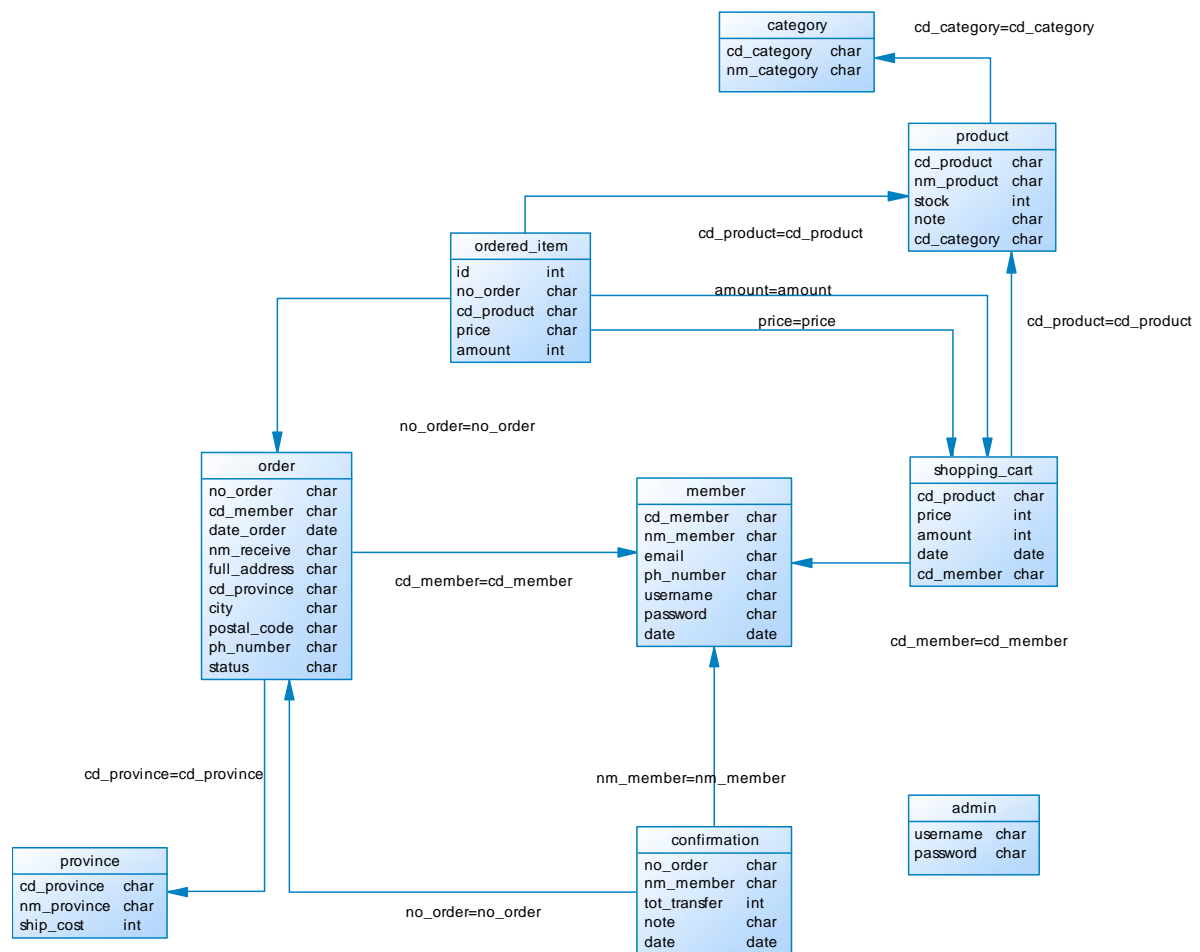 category
cd_category char
nm_category char
cd_category=cd_category
product
cd_product char
nm_product char
stock int
note char
cd_category char
cd_product=cd_product
ordered_item
id int
no_order char
cd_product char
price char
amount int
amount=amount
price=price
cd_product=cd_product
no_order=no_order
order
no_order char
cd_member char
date_order date
nm_receive char
full_address char
cd_province char
city char
postal_code char
ph_number char
status char
cd_member=cd_member
member
cd_member char
nm_member char
email char
ph_number char
username char
password char
date date
shopping_cart
cd_product char
price int
amount int
date date
cd_member char
cd_member=cd_member
cd_province=cd_province
nm_member=nm_member
province
cd_province char
nm_province char
ship_cost int
no_order=no_order
confirmation
no_order char
nm_member char
tot_transfer int
note char
date date
admin
username char
password char